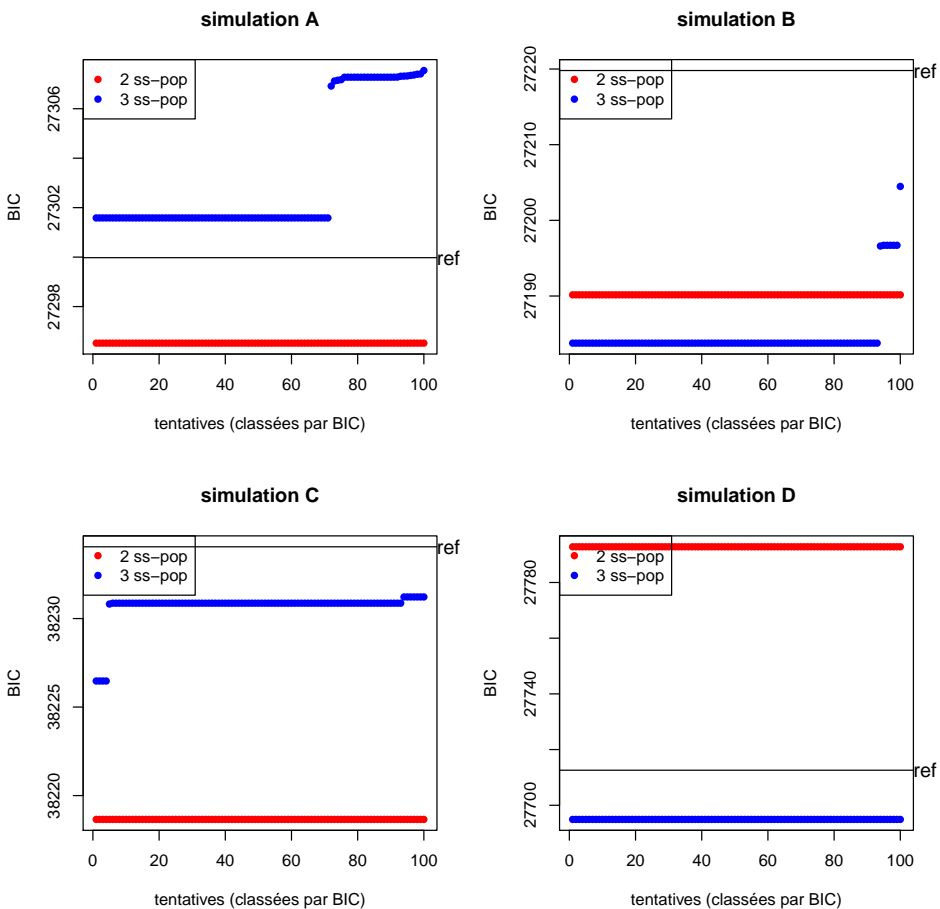 simulation A
2 ss−pop
3 ss−pop
ref
27298
27302
27306
BIC
0 20 40 60 80 100
tentatives (classées par BIC)
simulation B
2 ss−pop
3 ss−pop
ref
27190
27200
27210
27220
BIC
0 20 40 60 80 100
tentatives (classées par BIC)
simulation C
2 ss−pop
3 ss−pop
ref
38220
38225
38230
BIC
0 20 40 60 80 100
tentatives (classées par BIC)
simulation D
2 ss−pop
3 ss−pop
ref
27700
27740
27780
BIC
0 20 40 60 80 100
tentatives (classées par BIC)